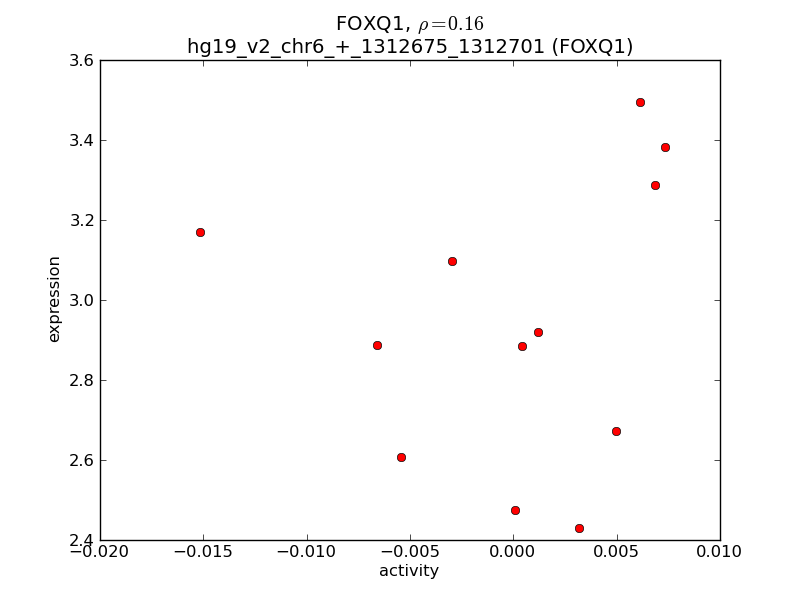 FOXQ1, ρ=0.16
hg19_v2_chr6_+_1312675_1312701 (FOXQ1)
3.6
3.4
3.2
3.0
2.8
2.6
2.4
expression
−0.020 −0.015 −0.010 −0.005 0.000 0.005 0.010
activity